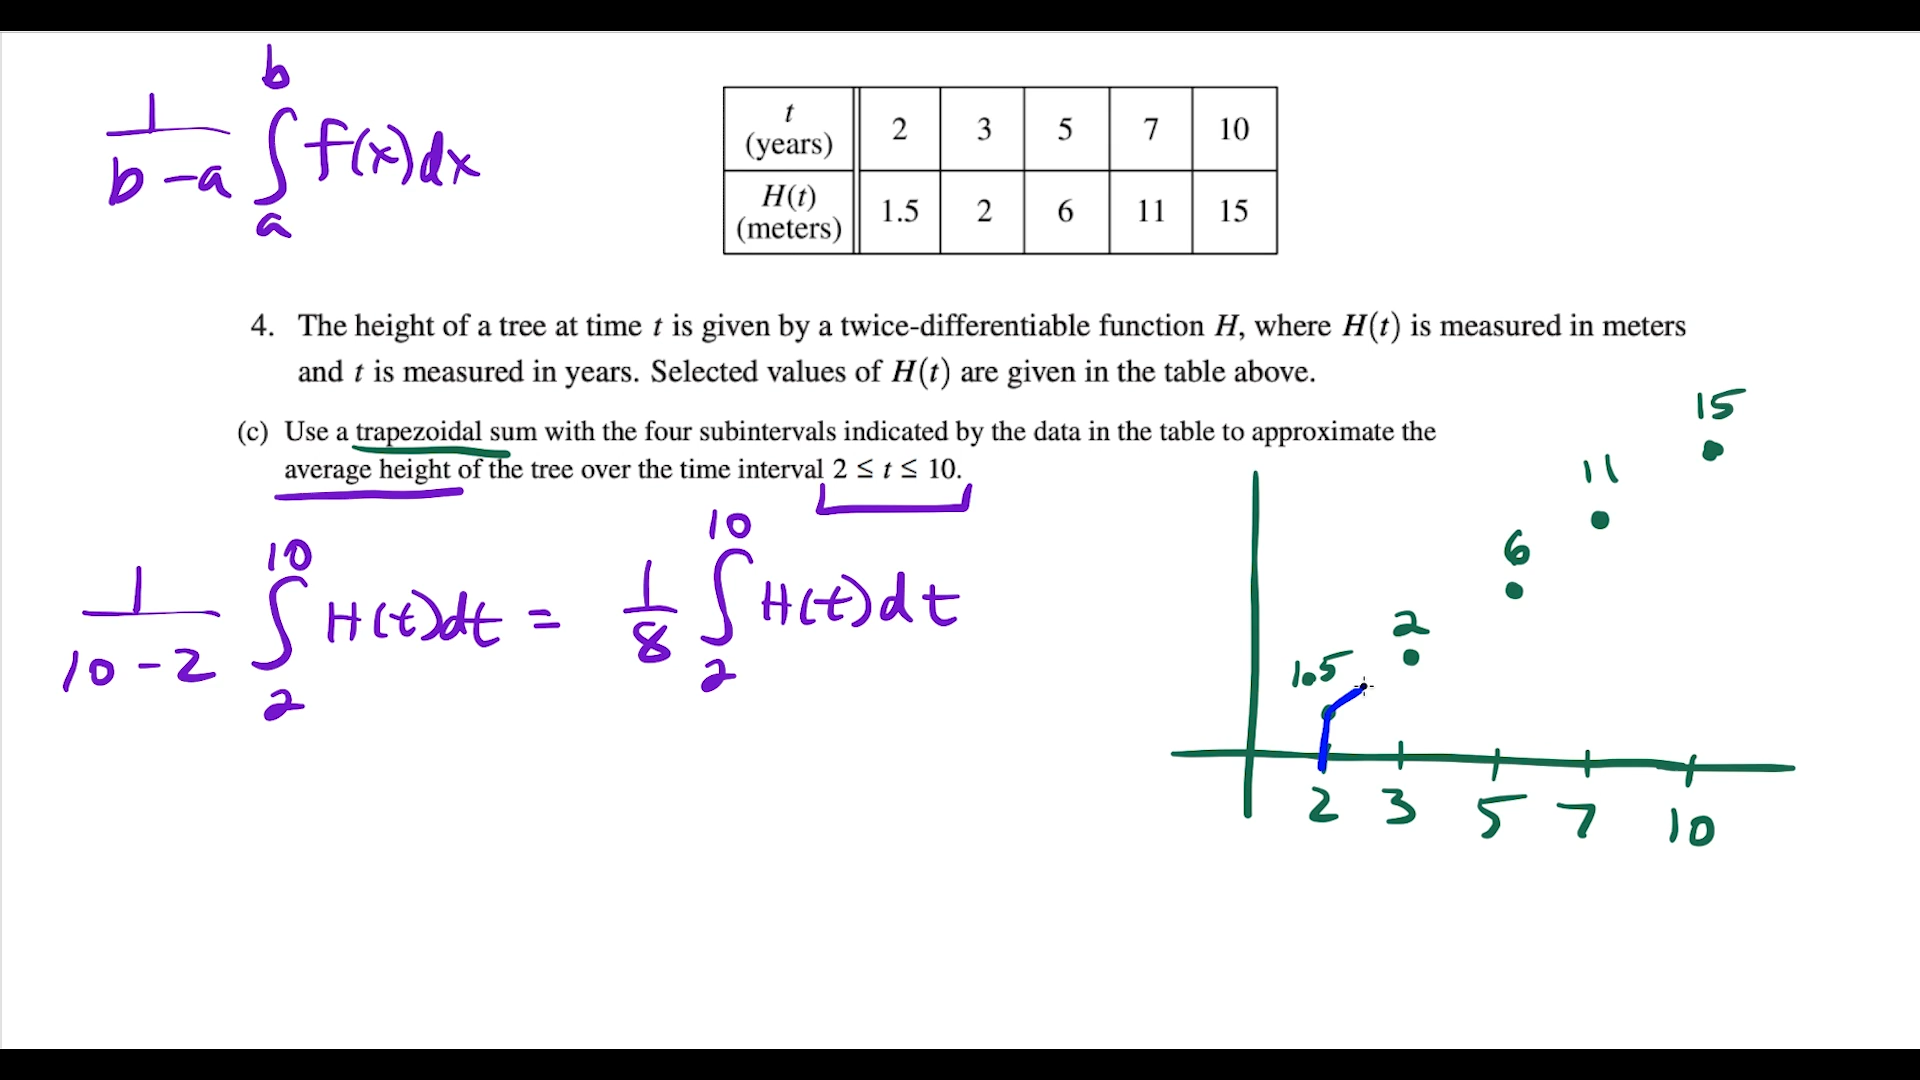 1/(b-a) ∫_a^b f(x)dx
t (years) 2 3 5 7 10
H(t) (meters) 1.5 2 6 11 15
4. The height of a tree at time t is given by a twice-differentiable function H, where H(t) is measured in meters
and t is measured in years. Selected values of H(t) are given in the table above.
(c) Use a trapezoidal sum with the four subintervals indicated by the data in the table to approximate the
average height of the tree over the time interval 2 ≤ t ≤ 10.
1/(10-2) ∫_2^10 H(t)dt = 1/8 ∫_2^10 H(t)dt
15
11
6
2
1.5
2 3 5 7 10